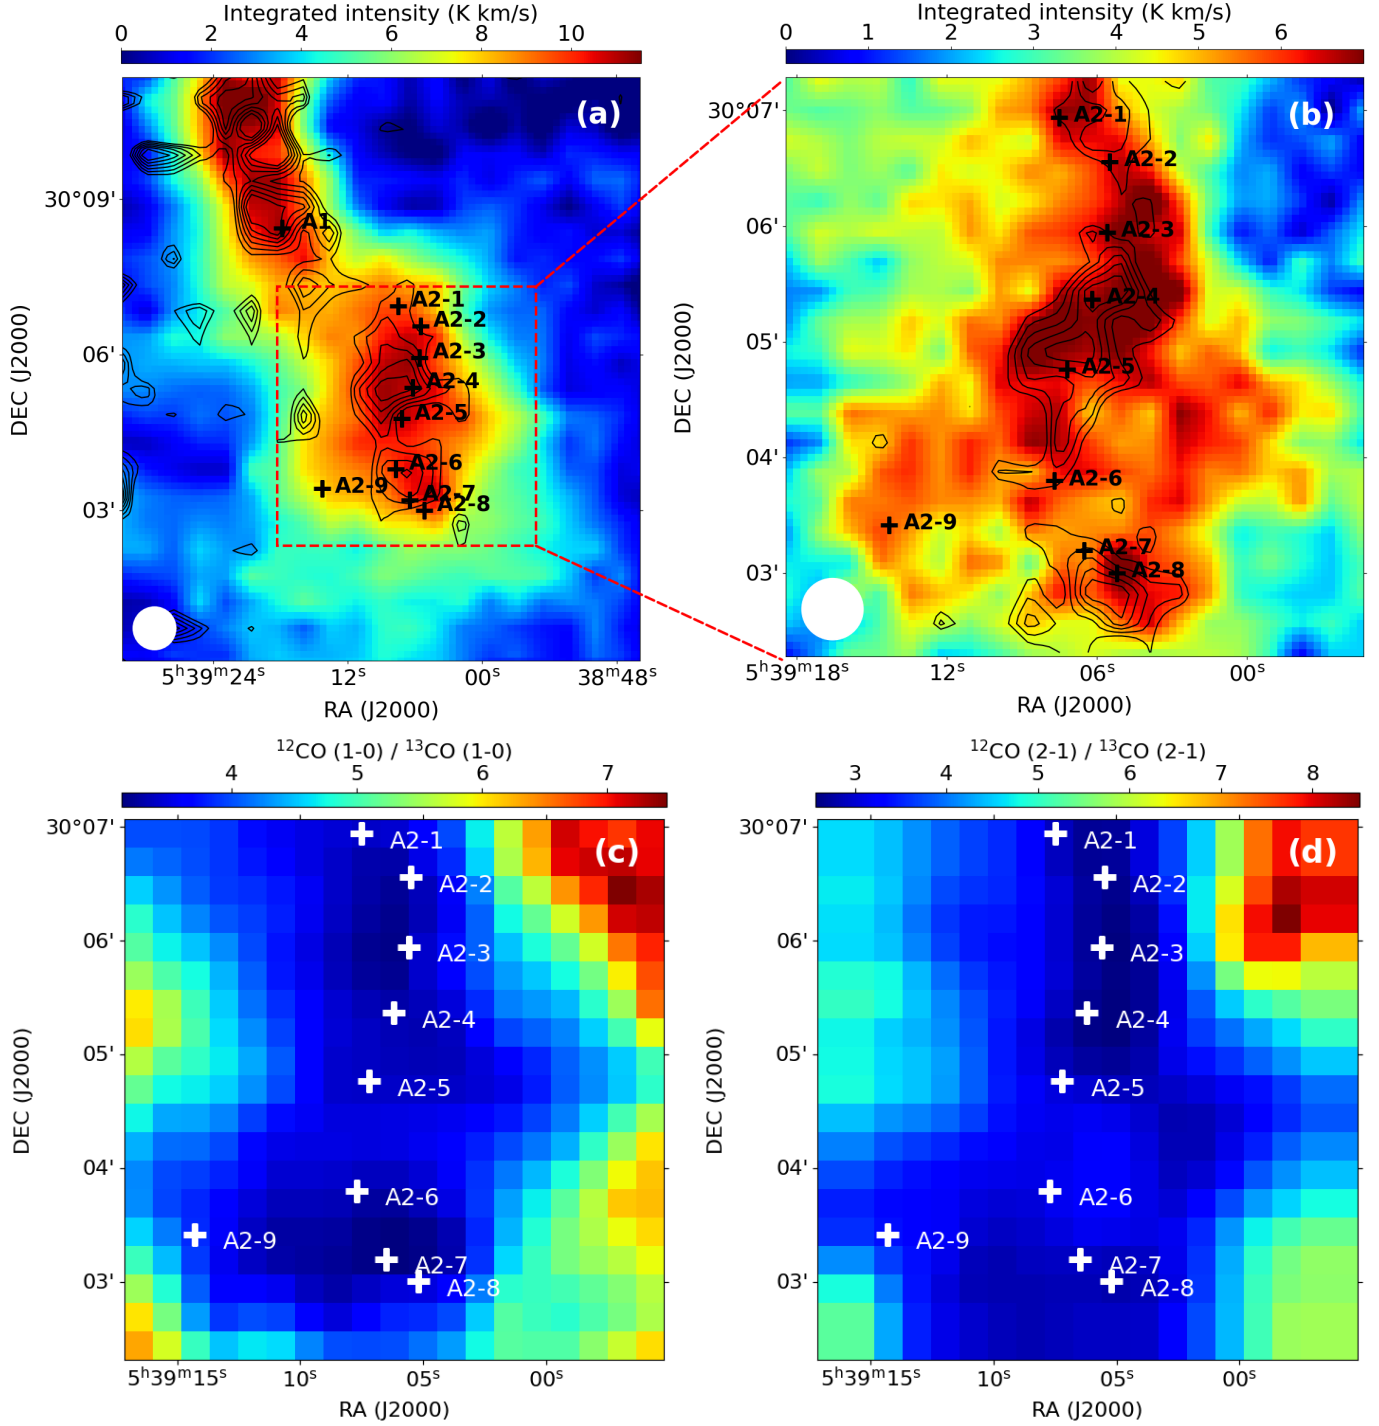 Integrated intensity (K km/s)
0 2 4 6 8 10
(a)
30°09'
06'
03'
DEC (J2000)
A1
A2-1
A2-2
A2-3
A2-4
A2-5
A2-6
A2-9
A2-7
A2-8
5ʰ39ᵐ24ˢ 12ˢ 00ˢ 38ᵐ48ˢ
RA (J2000)
Integrated intensity (K km/s)
0 1 2 3 4 5 6
(b)
30°07'
06'
05'
04'
03'
DEC (J2000)
A2-1
A2-2
A2-3
A2-4
A2-5
A2-6
A2-9
A2-7
A2-8
5ʰ39ᵐ18ˢ 12ˢ 06ˢ 00ˢ
RA (J2000)
¹²CO (1-0) / ¹³CO (1-0)
4 5 6 7
(c)
30°07'
06'
05'
04'
03'
DEC (J2000)
A2-1
A2-2
A2-3
A2-4
A2-5
A2-6
A2-9
A2-7
A2-8
5ʰ39ᵐ15ˢ 10ˢ 05ˢ 00ˢ
RA (J2000)
¹²CO (2-1) / ¹³CO (2-1)
3 4 5 6 7 8
(d)
30°07'
06'
05'
04'
03'
DEC (J2000)
A2-1
A2-2
A2-3
A2-4
A2-5
A2-6
A2-9
A2-7
A2-8
5ʰ39ᵐ15ˢ 10ˢ 05ˢ 00ˢ
RA (J2000)